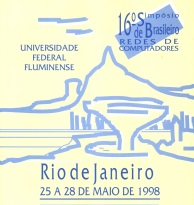 16º Simpósio
Brasileiro
de
REDES DE
COMPUTADORES
UNIVERSIDADE
FEDERAL
FLUMINENSE
Rio de Janeiro
25 A 28 DE MAIO DE 1998